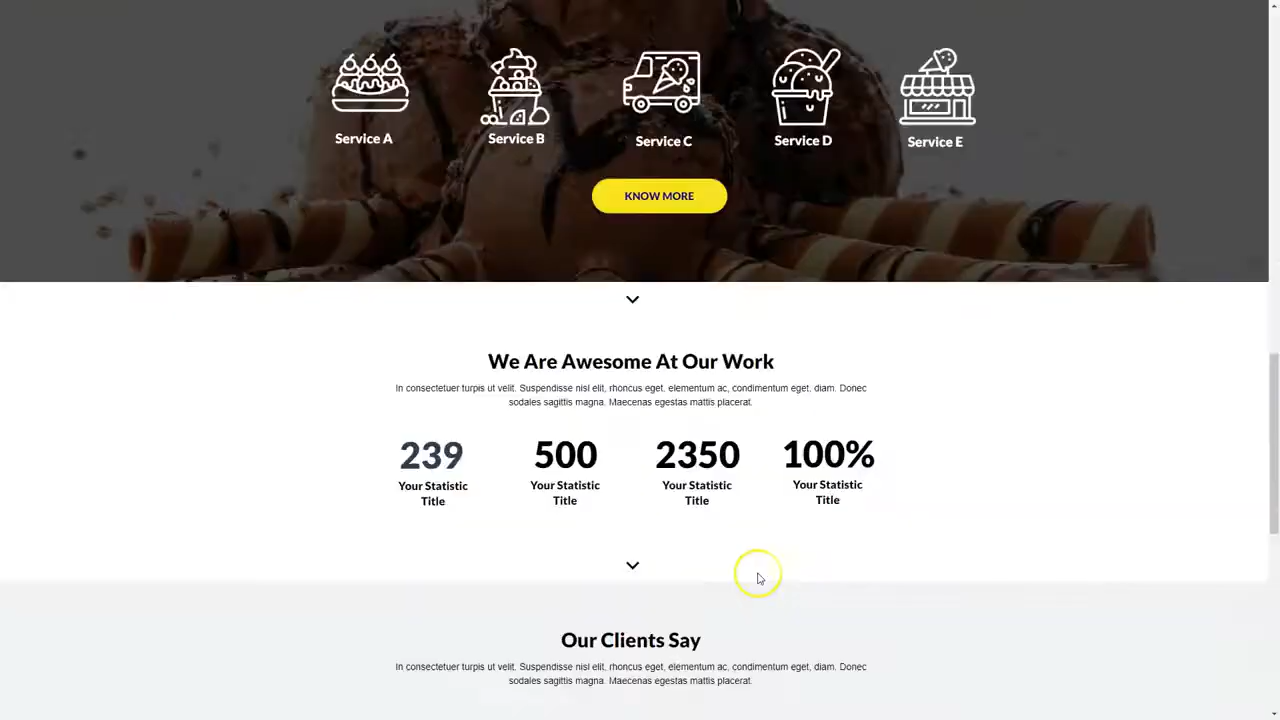 Service A
Service B
Service C
Service D
Service E
KNOW MORE
We Are Awesome At Our Work
In consectetuer turpis ut velit. Suspendisse nisl elit, rhoncus eget, elementum ac, condimentum eget, diam. Donec
sodales sagittis magna. Maecenas egestas mattis placerat.
239
Your Statistic
Title
500
Your Statistic
Title
2350
Your Statistic
Title
100%
Your Statistic
Title
Our Clients Say
In consectetuer turpis ut velit. Suspendisse nisl elit, rhoncus eget, elementum ac, condimentum eget, diam. Donec
sodales sagittis magna. Maecenas egestas mattis placerat.